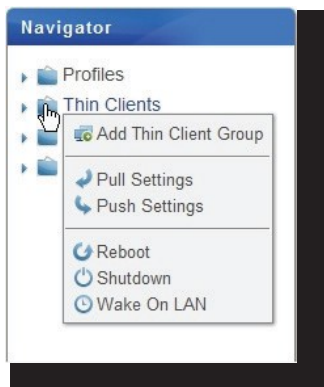 Navigator
Profiles
Thin Clients
Add Thin Client Group
Pull Settings
Push Settings
Reboot
Shutdown
Wake On LAN